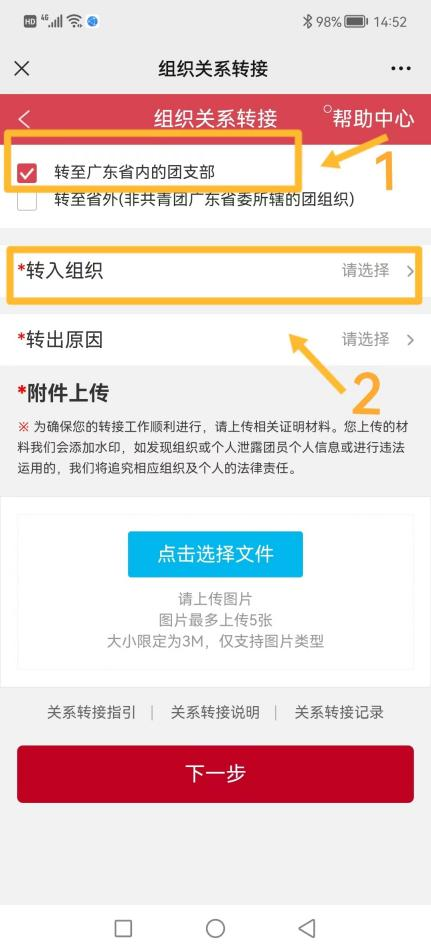 HD 4G 98% 14:52
组织关系转接
组织关系转接 帮助中心
转至广东省内的团支部
1
转至省外(非共青团广东省委所辖的团组织)
*转入组织 请选择
*转出原因 请选择
2
*附件上传
※ 为确保您的转接工作顺利进行，请上传相关证明材料。您上传的材
料我们会添加水印，如发现组织或个人泄露团员个人信息或进行违法
运用的，我们将追究相应组织及个人的法律责任。
点击选择文件
请上传图片
图片最多上传5张
大小限定为3M，仅支持图片类型
关系转接指引 | 关系转接说明 | 关系转接记录
下一步